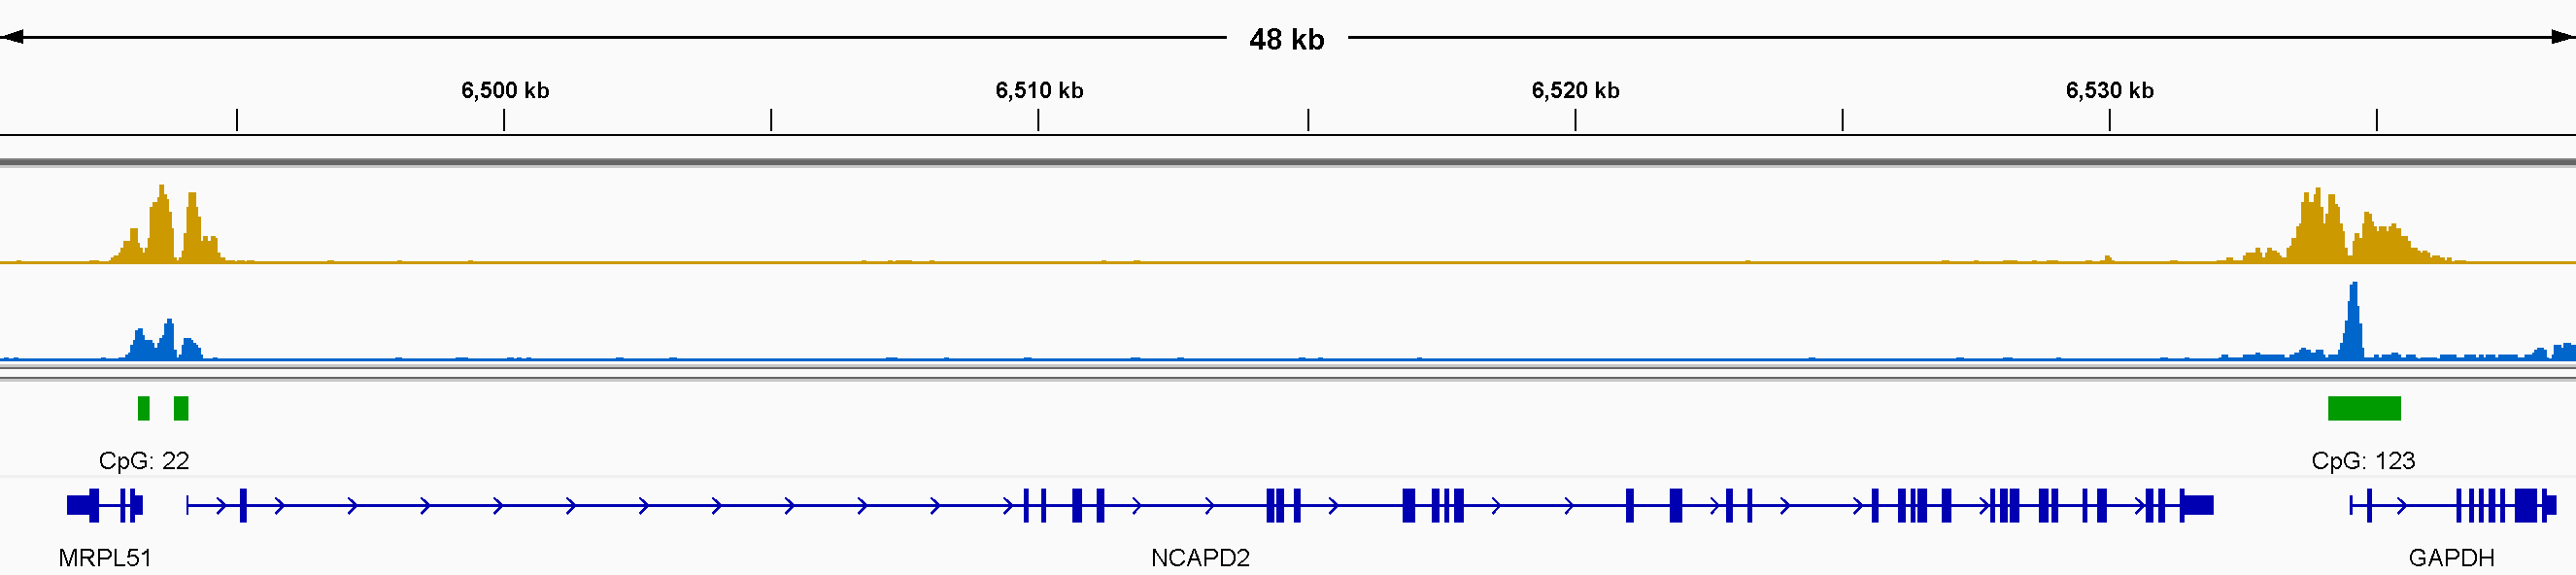 48 kb
6,500 kb 6,510 kb 6,520 kb 6,530 kb
CpG: 22 CpG: 123
MRPL51 NCAPD2 GAPDH